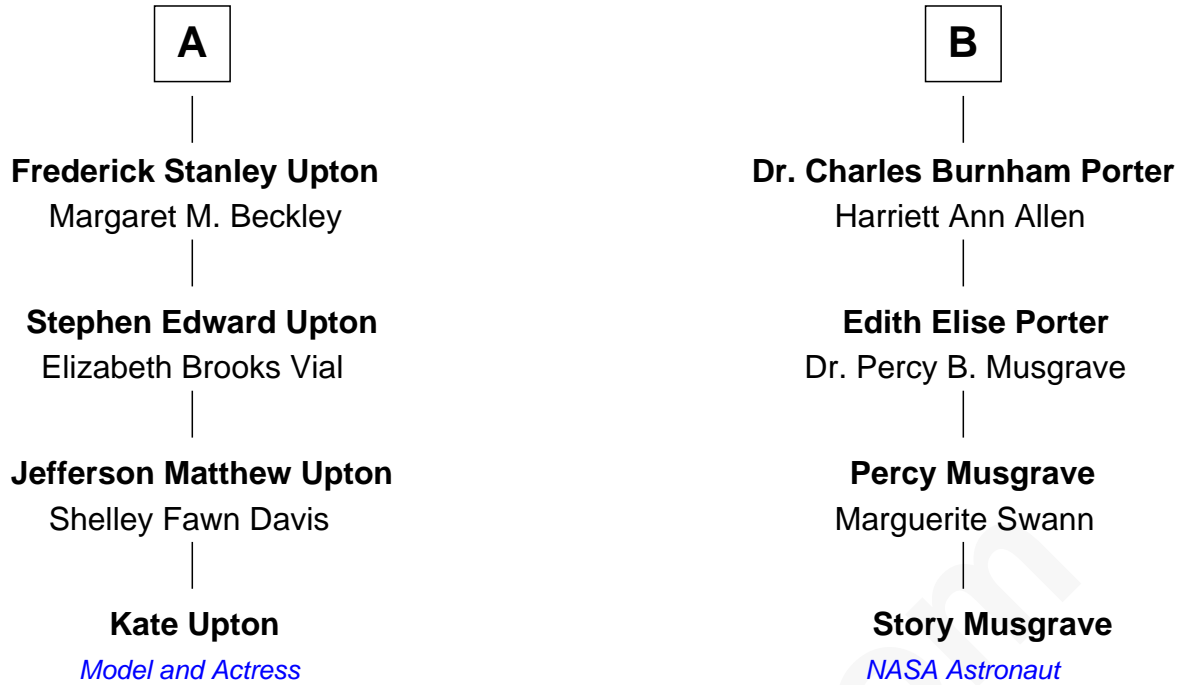 A
Frederick Stanley Upton
Margaret M. Beckley
Stephen Edward Upton
Elizabeth Brooks Vial
Jefferson Matthew Upton
Shelley Fawn Davis
Kate Upton
Model and Actress
B
Dr. Charles Burnham Porter
Harriett Ann Allen
Edith Elise Porter
Dr. Percy B. Musgrave
Percy Musgrave
Marguerite Swann
Story Musgrave
NASA Astronaut